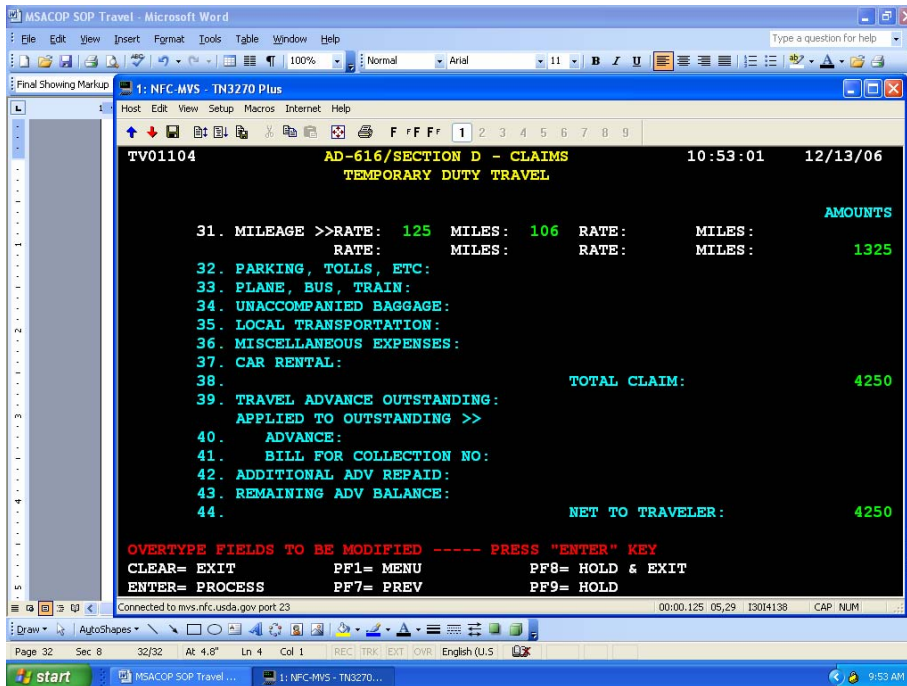 MSACOP SOP Travel - Microsoft Word
File Edit View Insert Format Tools Table Window Help Type a question for help
100% Normal Arial 11 B I U
Final Showing Markup
1: NFC-MVS - TN3270 Plus
Host Edit View Setup Macros Internet Help
1 2 3 4 5 6 7 8 9
TV01104 AD-616/SECTION D - CLAIMS 10:53:01 12/13/06
TEMPORARY DUTY TRAVEL
AMOUNTS
31. MILEAGE >>RATE: 125 MILES: 106 RATE: MILES:
RATE: MILES: RATE: MILES: 1325
32. PARKING, TOLLS, ETC:
33. PLANE, BUS, TRAIN:
34. UNACCOMPANIED BAGGAGE:
35. LOCAL TRANSPORTATION:
36. MISCELLANEOUS EXPENSES:
37. CAR RENTAL:
38. TOTAL CLAIM: 4250
39. TRAVEL ADVANCE OUTSTANDING:
APPLIED TO OUTSTANDING >>
40. ADVANCE:
41. BILL FOR COLLECTION NO:
42. ADDITIONAL ADV REPAID:
43. REMAINING ADV BALANCE:
44. NET TO TRAVELER: 4250
OVERTYPE FIELDS TO BE MODIFIED ----- PRESS "ENTER" KEY
CLEAR= EXIT PF1= MENU PF8= HOLD & EXIT
ENTER= PROCESS PF7= PREV PF9= HOLD
Connected to mvs.nfc.usda.gov port 23 00:00.125 05,29 I30I4138 CAP NUM
Draw AutoShapes
Page 32 Sec 8 32/32 At 4.8" Ln 4 Col 1 REC TRK EXT OVR English (U.S
start MSACOP SOP Travel ... 1: NFC-MVS - TN3270... 9:53 AM